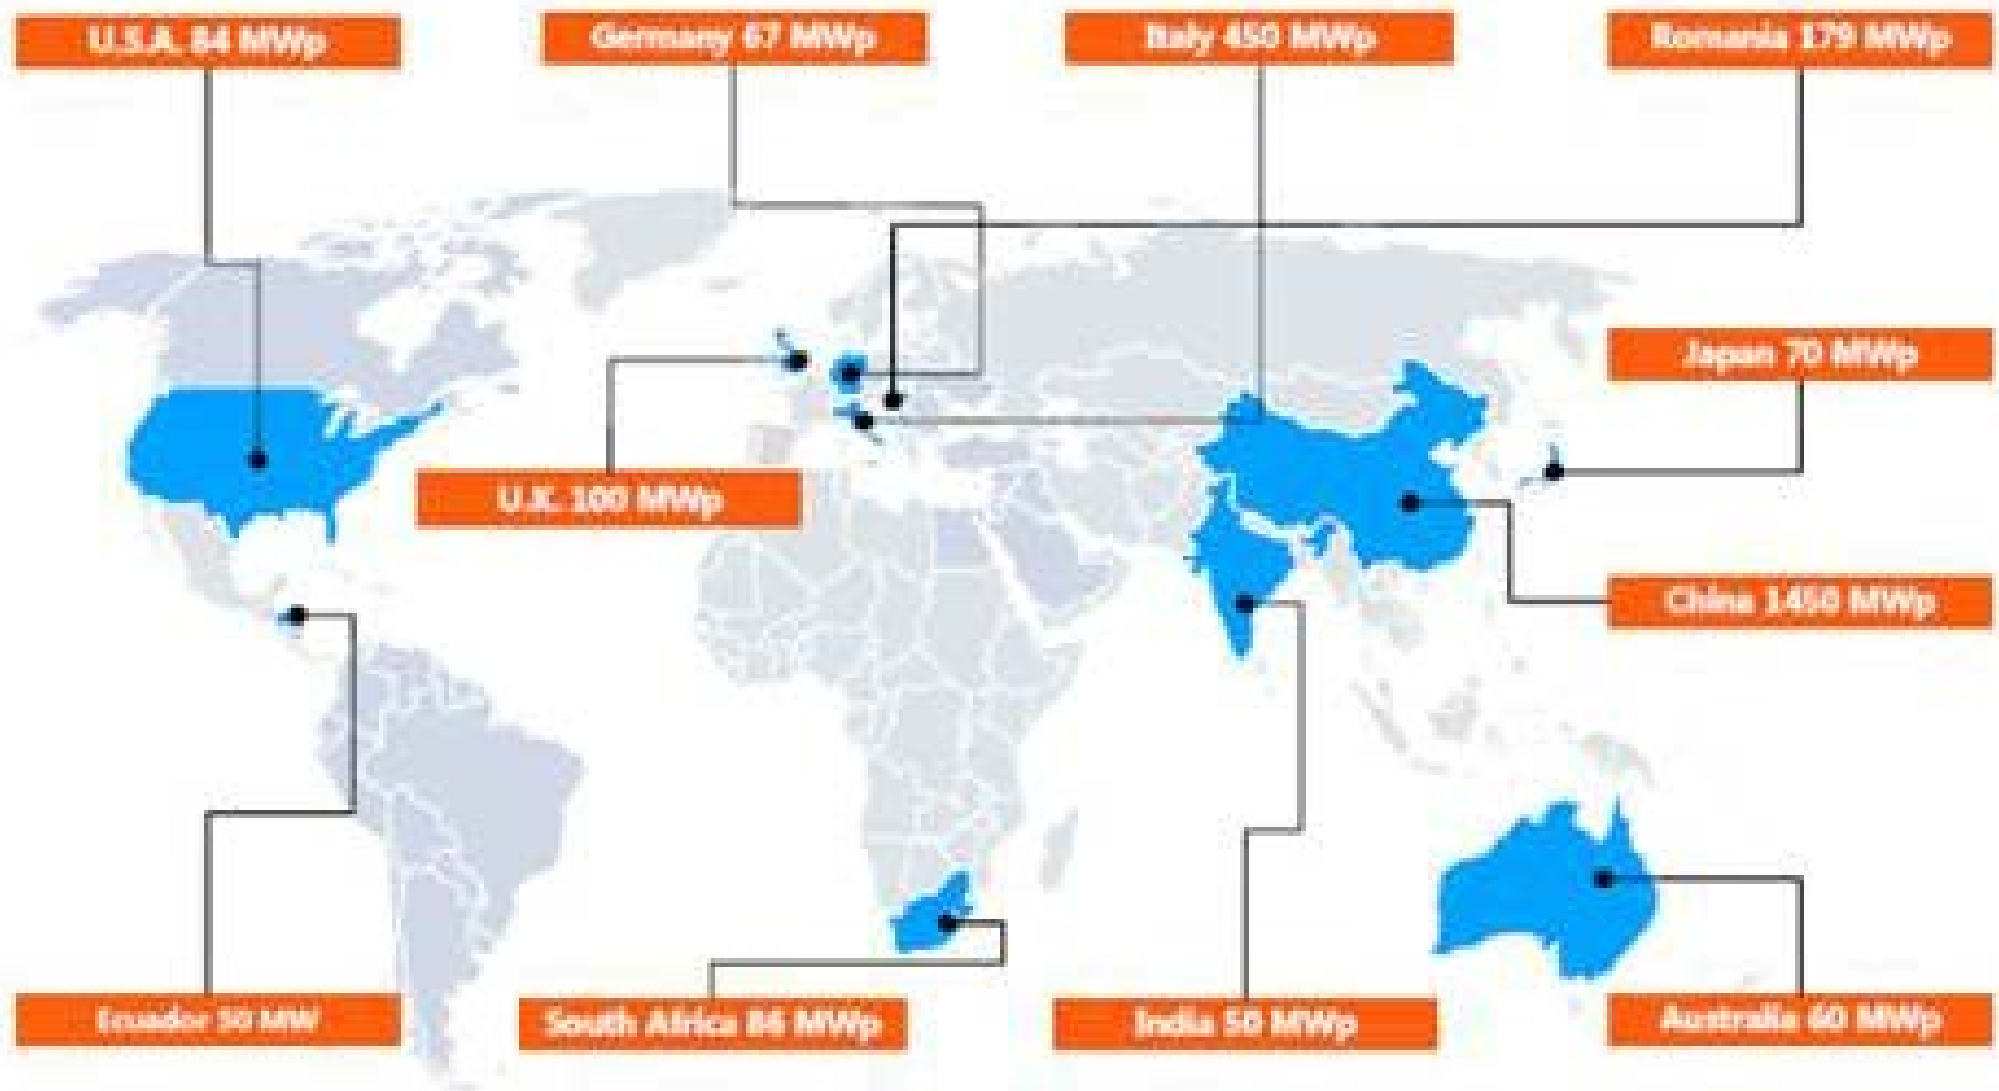 U.S.A. 84 MWp
Germany 67 MWp
Italy 450 MWp
Romania 179 MWp
Japan 70 MWp
U.K. 100 MWp
China 1450 MWp
Ecuador 50 MW
South Africa 86 MWp
India 50 MWp
Australia 60 MWp